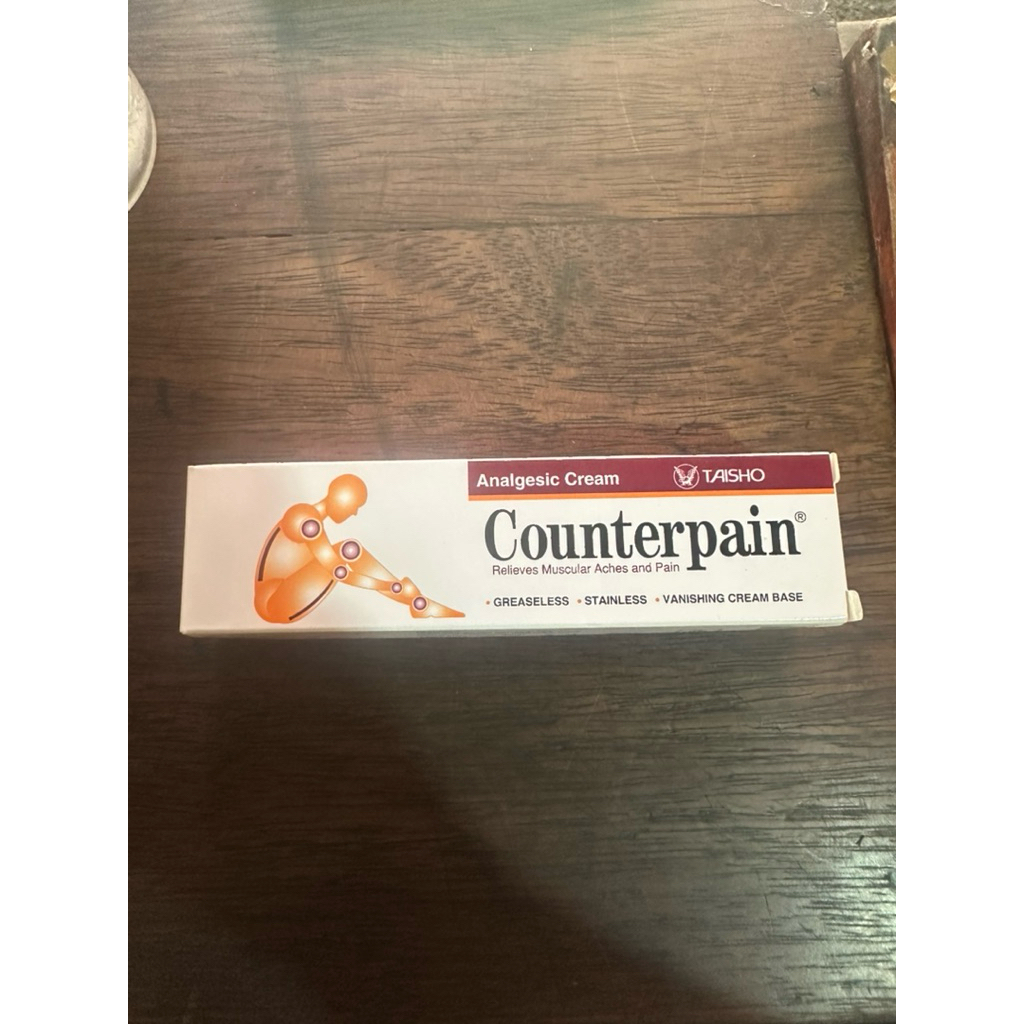 Analgesic Cream
TAISHO
Counterpain®
Relieves Muscular Aches and Pain
• GREASELESS • STAINLESS • VANISHING CREAM BASE